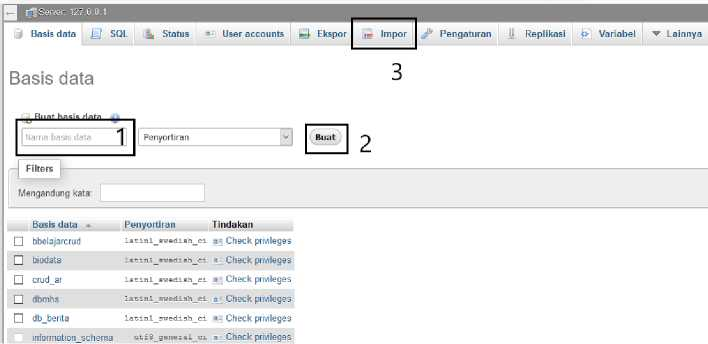 Server: 127.0.0.1
Basis data SQL Status User accounts Ekspor Impor Pengaturan Replikasi Variabel Lainnya
3
Basis data
Buat basis data
Nama basis data 1 Penyortiran Buat 2
Filters
Mengandung kata:
Basis data Penyortiran Tindakan
bbelajarcrud latin1_swedish_ci Check privileges
biodata latin1_swedish_ci Check privileges
crud_ar latin1_swedish_ci Check privileges
dbmhs latin1_swedish_ci Check privileges
db_berita latin1_swedish_ci Check privileges
information_schema utf8_general_ci Check privileges